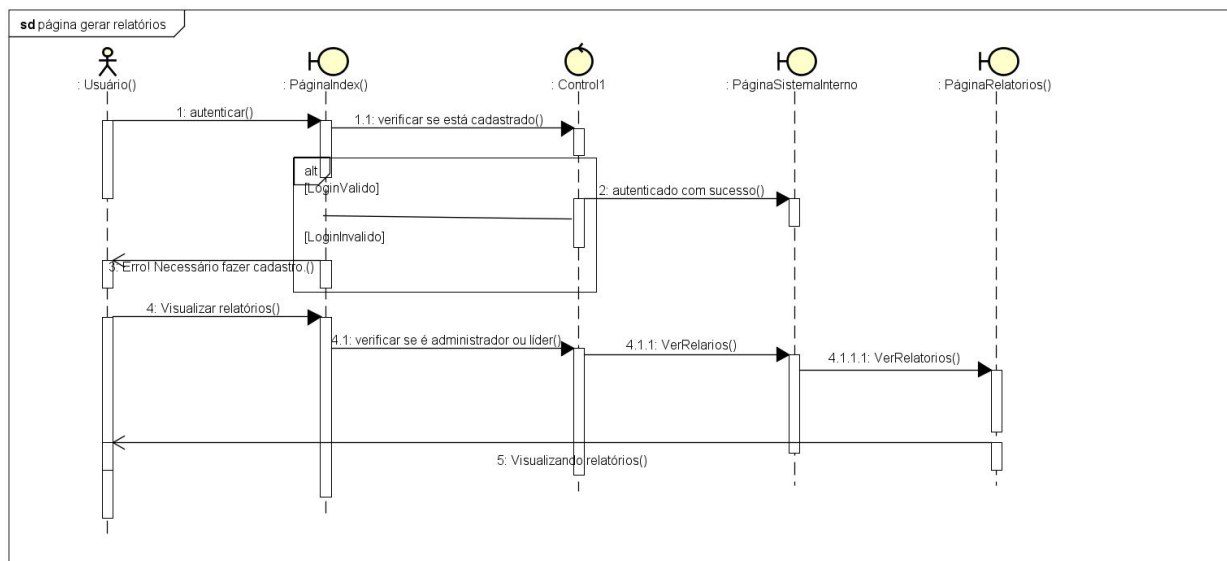 sd página gerar relatórios
: Usuário()
: PáginaIndex()
: Control1
: PáginaSistemaInterno
: PáginaRelatorios()
1: autenticar()
1.1: verificar se está cadastrado()
alt
[LoginValido]
2: autenticado com sucesso()
[LoginInvalido]
3: Erro! Necessário fazer cadastro.()
4: Visualizar relatórios()
4.1: verificar se é administrador ou líder()
4.1.1: VerRelarios()
4.1.1.1: VerRelatorios()
5: Visualizando relatórios()